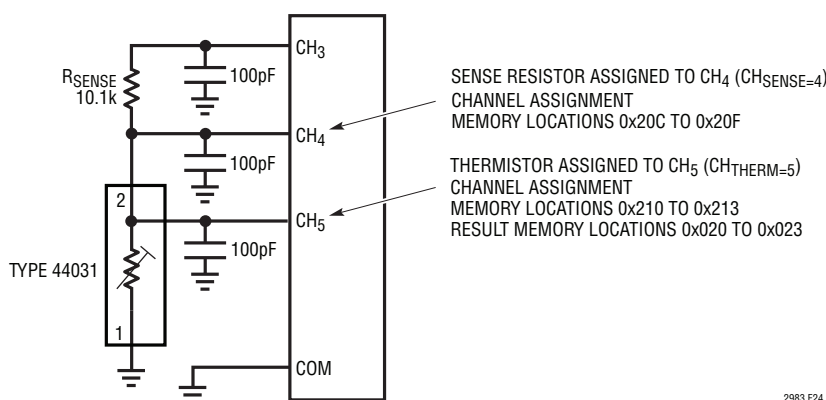 RSENSE
10.1k
100pF
CH3
100pF
CH4
2
100pF
CH5
TYPE 44031
1
COM
SENSE RESISTOR ASSIGNED TO CH4 (CHSENSE=4)
CHANNEL ASSIGNMENT
MEMORY LOCATIONS 0x20C TO 0x20F
THERMISTOR ASSIGNED TO CH5 (CHTHERM=5)
CHANNEL ASSIGNMENT
MEMORY LOCATIONS 0x210 TO 0x213
RESULT MEMORY LOCATIONS 0x020 TO 0x023
2983 F24